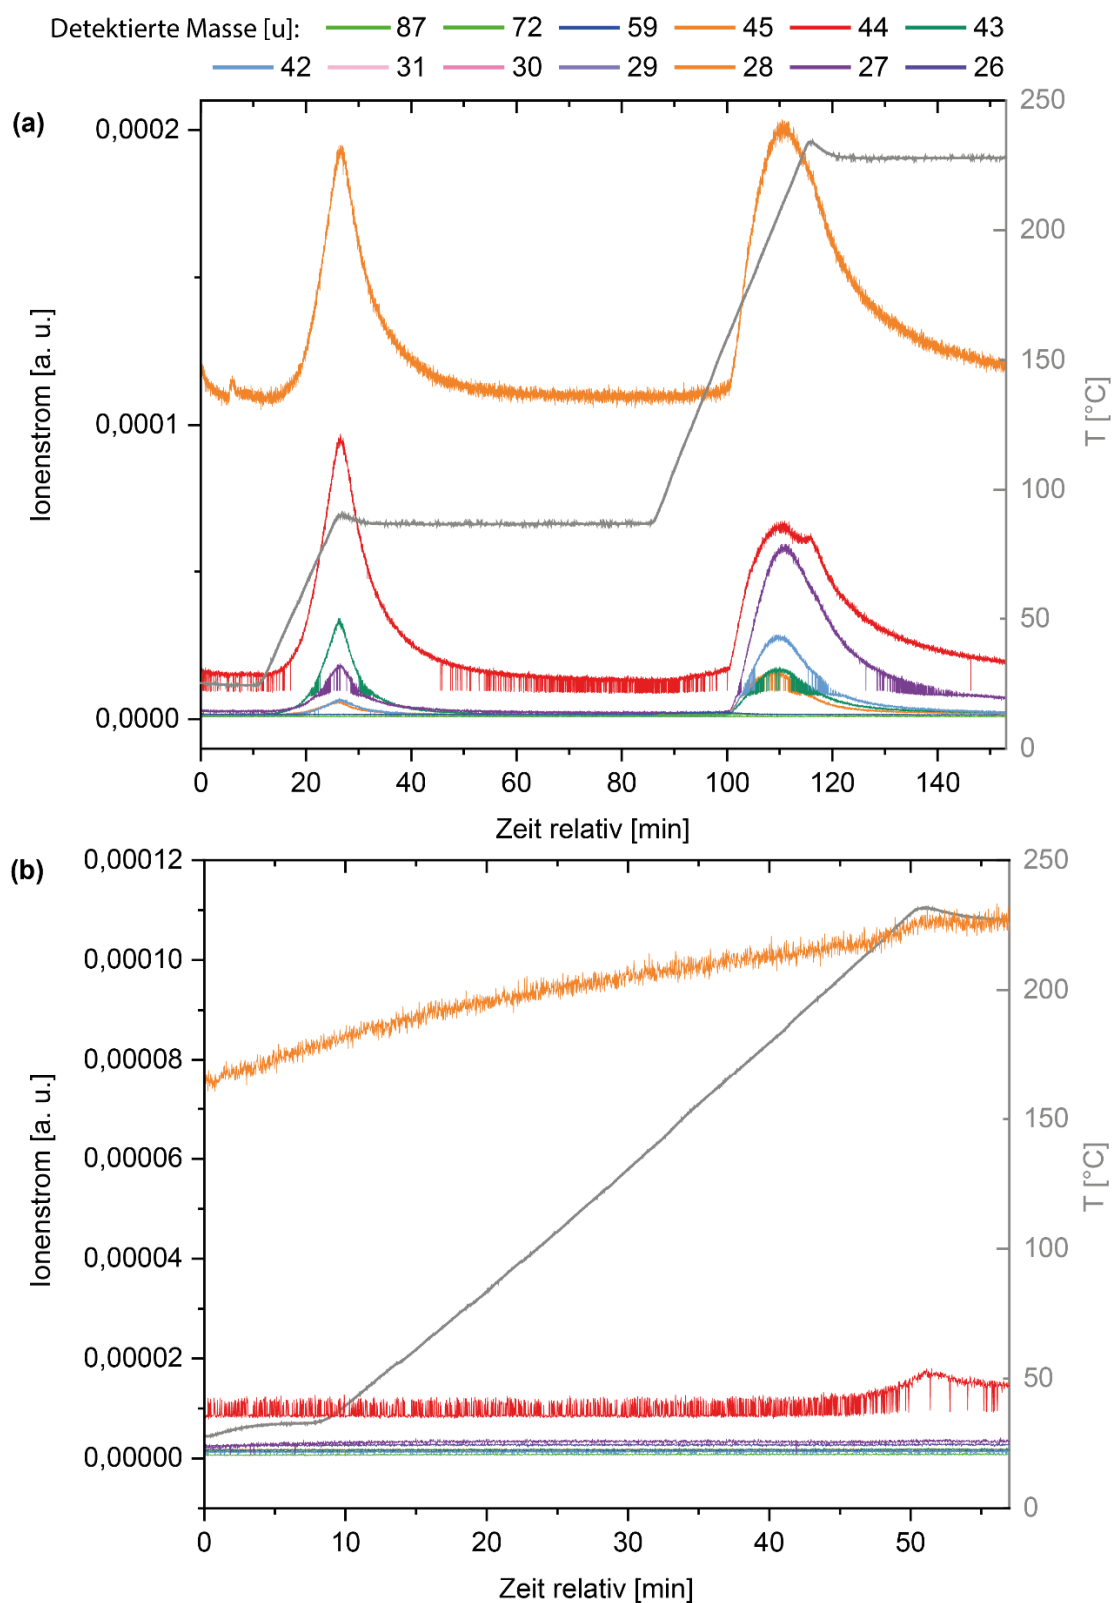 Detektierte Masse [u]: 87 72 59 45 44 43
42 31 30 29 28 27 26
(a)
0,0002
0,0001
0,0000
Ionenstrom [a. u.]
250
200
150
100
50
0
T [°C]
0 20 40 60 80 100 120 140
Zeit relativ [min]
(b)
0,00012
0,00010
0,00008
0,00006
0,00004
0,00002
0,00000
Ionenstrom [a. u.]
250
200
150
100
50
0
T [°C]
0 10 20 30 40 50
Zeit relativ [min]